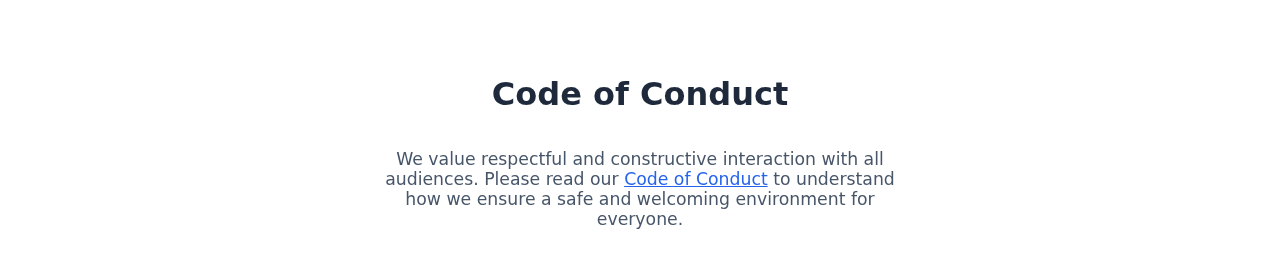 Code of Conduct
We value respectful and constructive interaction with all
audiences. Please read our Code of Conduct to understand
how we ensure a safe and welcoming environment for
everyone.